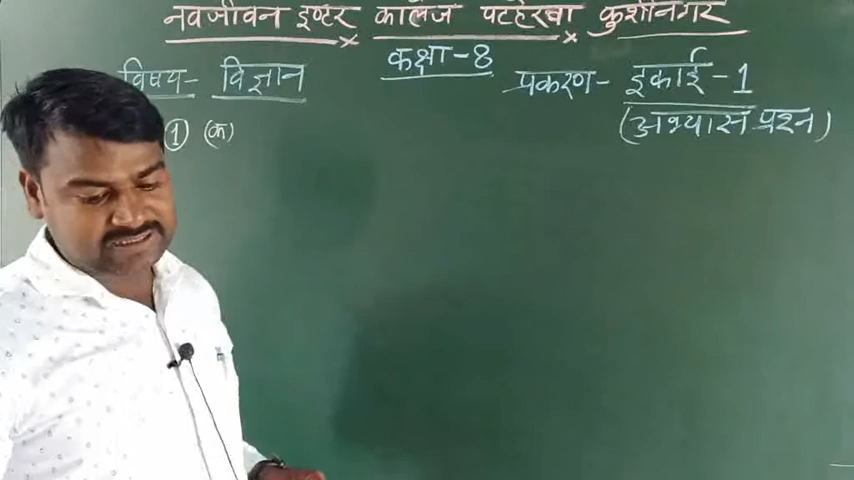 नवजीवन इण्टर कालेज पटहेरवा कुशीनगर
कक्षा-8
विषय- विज्ञान
प्रकरण- इकाई-1
(अभ्यास प्रश्न)
① (क)